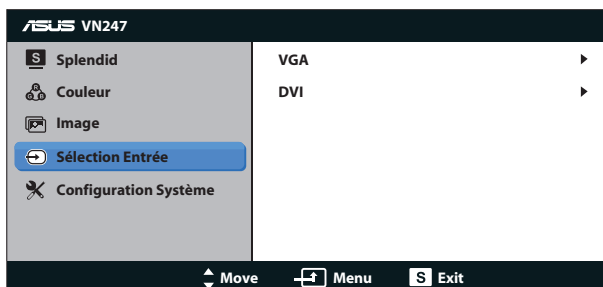 ASUS VN247
S Splendid
Couleur
Image
Sélection Entrée
Configuration Système
VGA
DVI
Move Menu S Exit